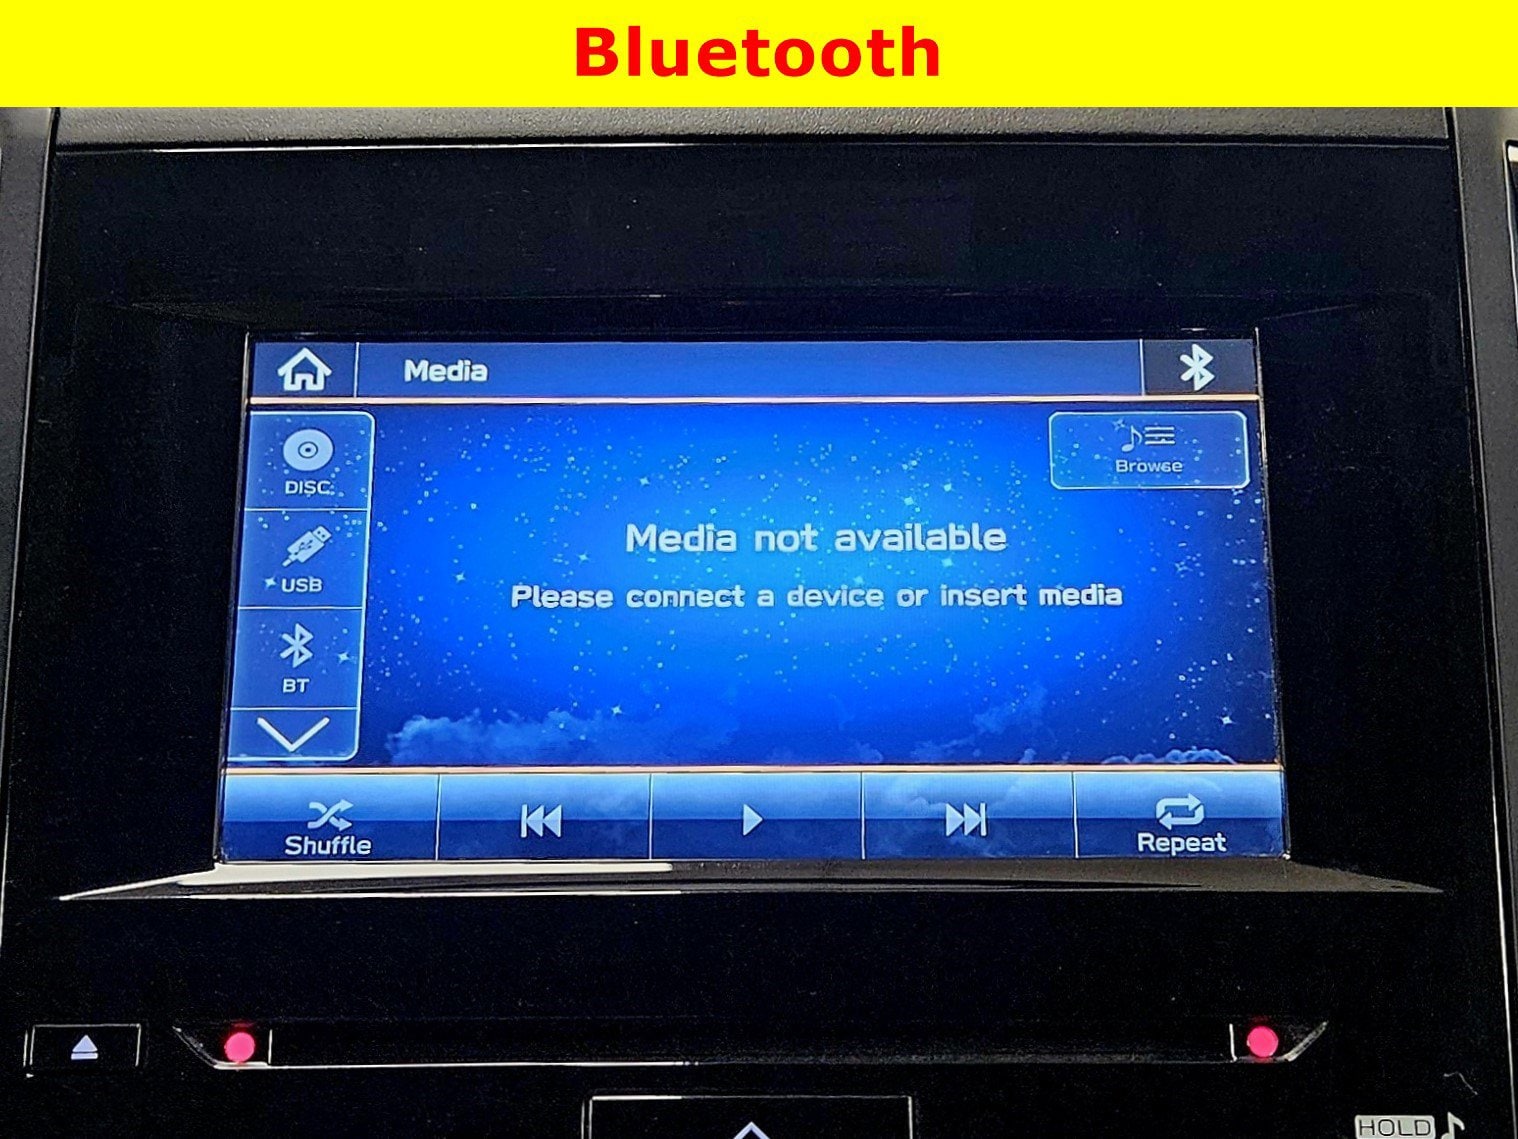 Bluetooth
Media
DISC
Browse
Media not available
USB
Please connect a device or insert media
BT
Shuffle
Repeat
HOLD